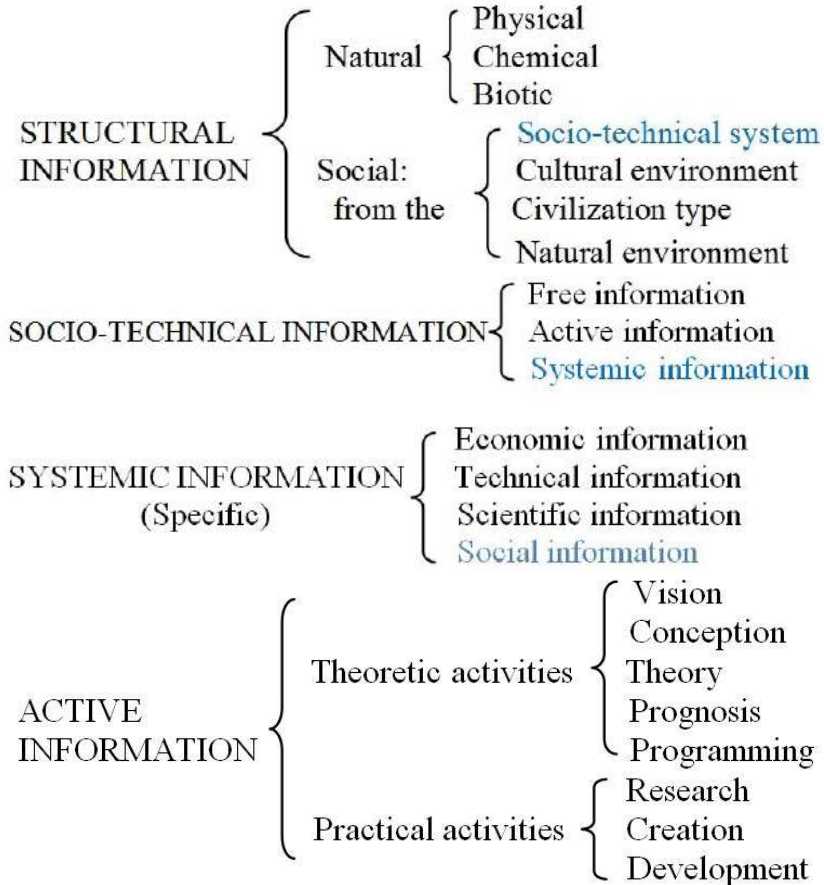 Physical
Natural
Chemical
Biotic
STRUCTURAL
INFORMATION
Socio-technical system
Social:
from the
Cultural environment
Civilization type
Natural environment
SOCIO-TECHNICAL INFORMATION
Free information
Active information
Systemic information
SYSTEMIC INFORMATION
(Specific)
Economic information
Technical information
Scientific information
Social information
ACTIVE
INFORMATION
Theoretic activities
Vision
Conception
Theory
Prognosis
Programming
Practical activities
Research
Creation
Development